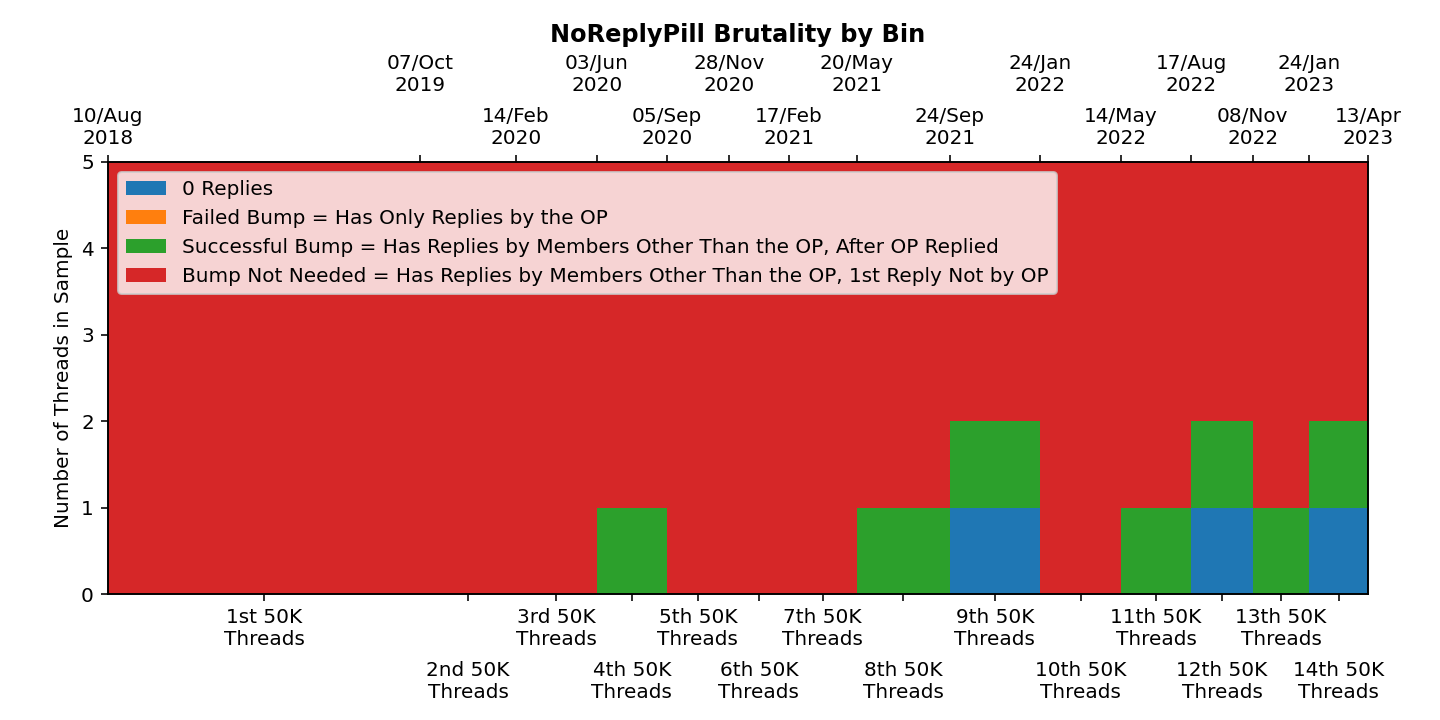 NoReplyPill Brutality by Bin
07/Oct
2019
03/Jun
2020
28/Nov
2020
20/May
2021
24/Jan
2022
17/Aug
2022
24/Jan
2023
10/Aug
2018
14/Feb
2020
05/Sep
2020
17/Feb
2021
24/Sep
2021
14/May
2022
08/Nov
2022
13/Apr
2023
Number of Threads in Sample
5
4
3
2
1
0
0 Replies
Failed Bump = Has Only Replies by the OP
Successful Bump = Has Replies by Members Other Than the OP, After OP Replied
Bump Not Needed = Has Replies by Members Other Than the OP, 1st Reply Not by OP
1st 50K
Threads
3rd 50K
Threads
5th 50K
Threads
7th 50K
Threads
9th 50K
Threads
11th 50K
Threads
13th 50K
Threads
2nd 50K
Threads
4th 50K
Threads
6th 50K
Threads
8th 50K
Threads
10th 50K
Threads
12th 50K
Threads
14th 50K
Threads